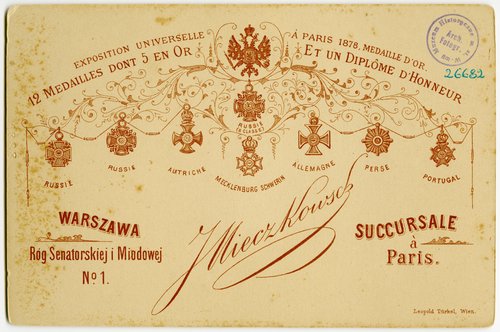 EXPOSITION UNIVERSELLE
À PARIS 1878, MEDAILLE D'OR.
12 MEDAILLES DONT 5 EN OR.
ET UN DIPLÔME D'HONNEUR
26682
RUSSIE
RUSSIE
AUTRICHE
RUSSIE
MECKLENBURG SCHWERIN
ALLEMAGNE
PERSE
PORTUGAL
J Mieczkowski
WARSZAWA
Róg Senatorskiej i Miodowej
No 1.
SUCCURSALE
à
Paris.
Leopold Türkel, Wien.